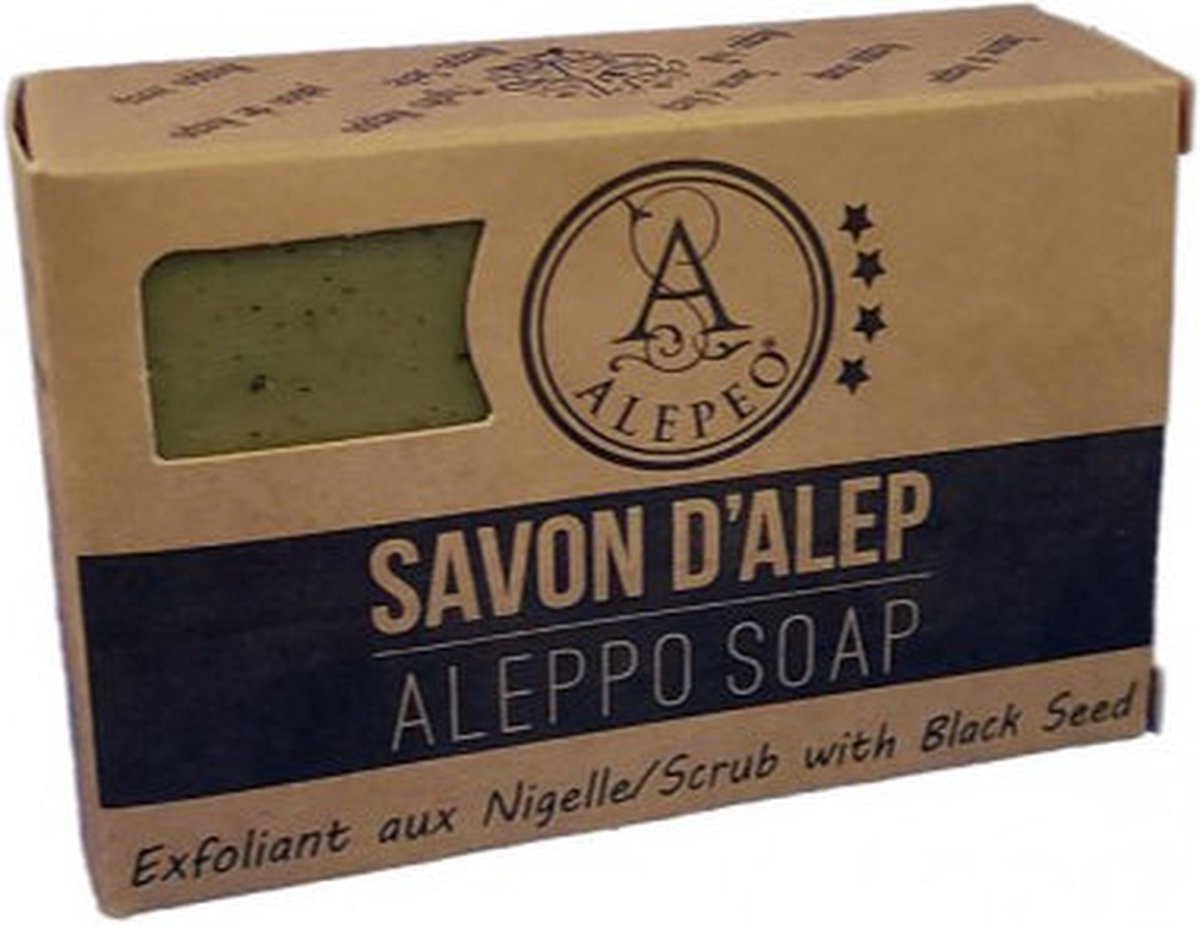 A
ALEPEO
SAVON D'ALEP
ALEPPO SOAP
Exfoliant aux Nigelle/Scrub with Black Seed